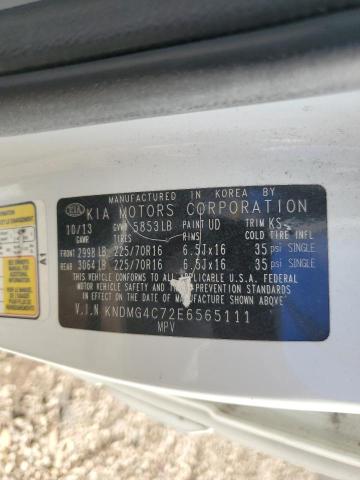 MANUFACTURED IN KOREA BY
KIA KIA MOTORS CORPORATION
10/13 GVWR 5853LB PAINT UD TRIM KS
GAWR TIRES RIMS COLD TIRE INFL
FRONT 2998 LB 225/70R16 6.5Jx16 35 psi SINGLE
REAR 3064 LB 225/70R16 6.5Jx16 35 psi SINGLE
THIS VEHICLE CONFORMS TO ALL APPLICABLE U.S.A. FEDERAL
MOTOR VEHICLE SAFETY AND THEFT PREVENTION STANDARDS
IN EFFECT ON THE DATE OF MANUFACTURE SHOWN ABOVE.
V.I.N KNDMG4C72E6565111
MPV
A1